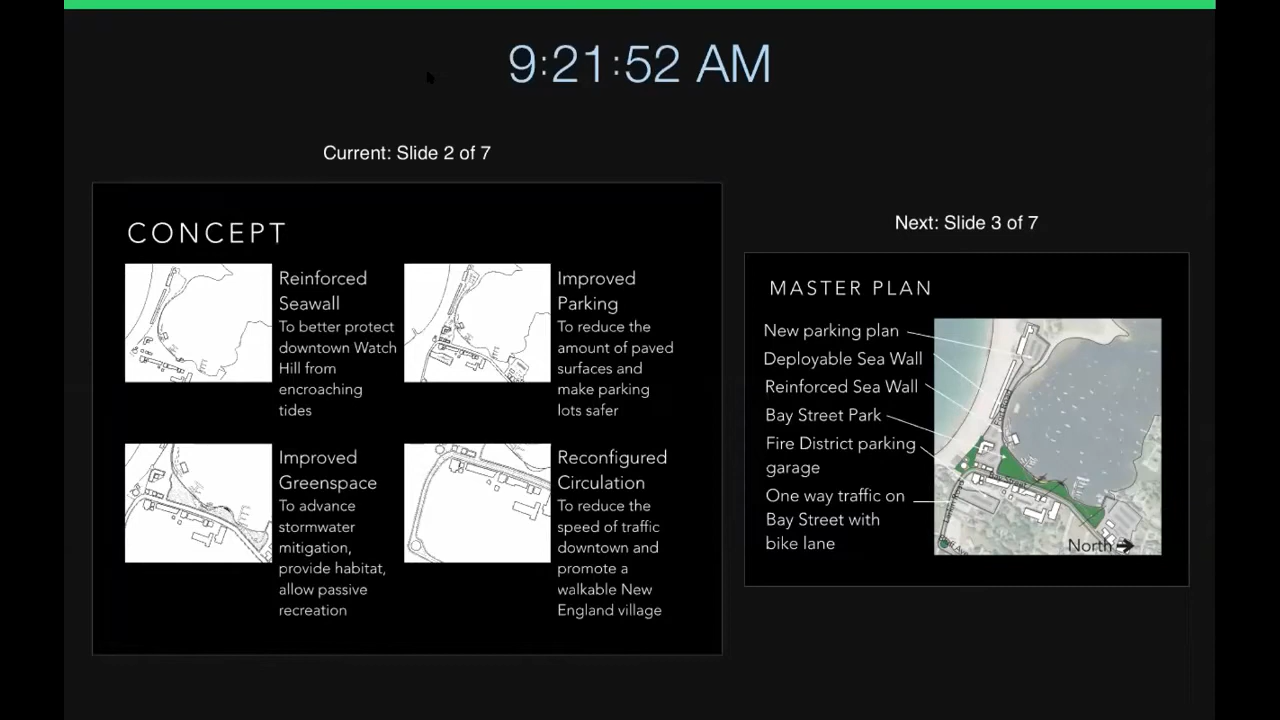 9:21:52 AM
Current: Slide 2 of 7
CONCEPT
Reinforced
Seawall
To better protect
downtown Watch
Hill from
encroaching
tides
Improved
Parking
To reduce the
amount of paved
surfaces and
make parking
lots safer
Improved
Greenspace
To advance
stormwater
mitigation,
provide habitat,
allow passive
recreation
Reconfigured
Circulation
To reduce the
speed of traffic
downtown and
promote a
walkable New
England village
Next: Slide 3 of 7
MASTER PLAN
New parking plan
Deployable Sea Wall
Reinforced Sea Wall
Bay Street Park
Fire District parking
garage
One way traffic on
Bay Street with
bike lane
North